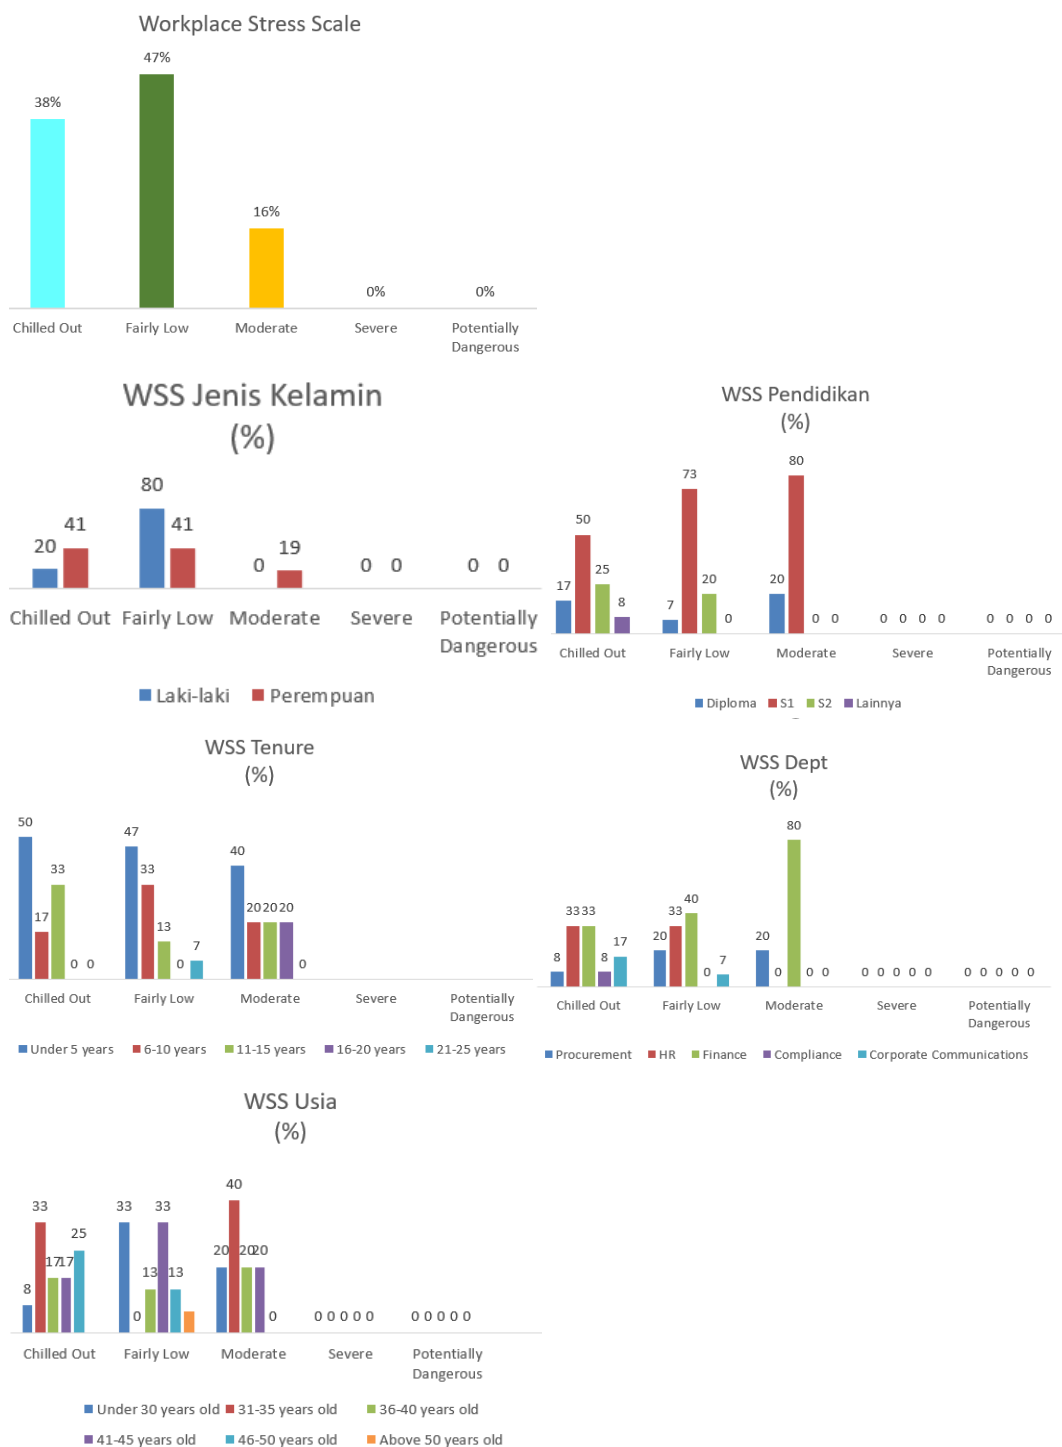 Workplace Stress Scale
47%
38%
16%
0% 0%
Chilled Out Fairly Low Moderate Severe Potentially
Dangerous
WSS Jenis Kelamin
(%)
80
41 41
20 19
0 0 0 0 0
Chilled Out Fairly Low Moderate Severe Potentially
Dangerous
Laki-laki Perempuan
WSS Pendidikan
(%)
80
73
50
25
17 20 20
8 7 0 0 0 0 0 0 0 0 0 0 0
Chilled Out Fairly Low Moderate Severe Potentially
Dangerous
Diploma S1 S2 Lainnya
WSS Tenure
(%)
50 47
40
33 33
17 13 20 20 20
0 0 0 7 0
Chilled Out Fairly Low Moderate Severe Potentially
Dangerous
Under 5 years 6-10 years 11-15 years 16-20 years 21-25 years
WSS Dept
(%)
80
40
33 33 33
17 20 20
8 8 0 7 0 0 0 0 0 0 0 0 0 0 0 0 0
Chilled Out Fairly Low Moderate Severe Potentially
Dangerous
Procurement HR Finance Compliance Corporate Communications
WSS Usia
(%)
40
33 33 33
25
8 17 17 13 13 20 20 20
0 0 0 0 0 0 0 0 0 0 0 0
Chilled Out Fairly Low Moderate Severe Potentially
Dangerous
Under 30 years old 31-35 years old 36-40 years old
41-45 years old 46-50 years old Above 50 years old